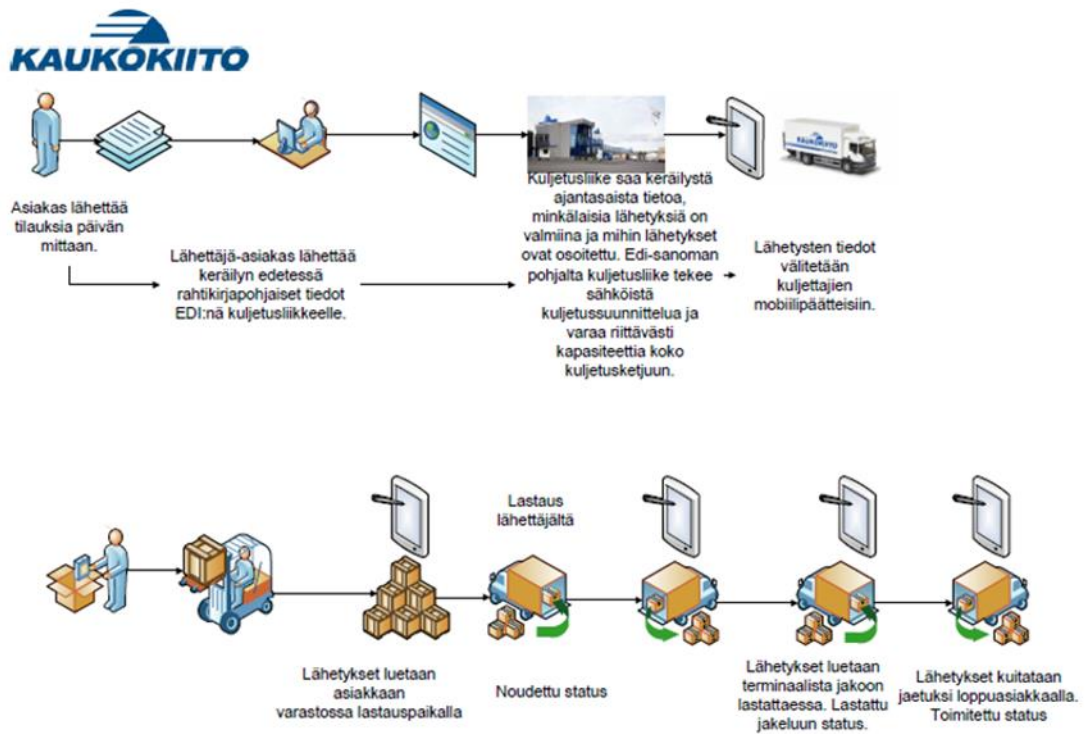 KAUKOKIITO
Asiakas lähettää
tilauksia päivän
mittaan.
Lähettäjä-asiakas lähettää
keräilyn edetessä
rahtikirjapohjaiset tiedot
EDI:nä kuljetusliikkeelle.
Kuljetusliike saa keräilystä
ajantasaista tietoa,
minkälaisia lähetyksiä on
valmiina ja mihin lähetykset
ovat osoitettu. Edi-sanoman
pohjalta kuljetusliike tekee
sähköistä
kuljetussuunnittelua ja
varaa riittävästi
kapasiteettia koko
kuljetusketjuun.
Lähetysten tiedot
välitetään
kuljettajien
mobiilipäätteisiin.
KAUKOKIITO
Lastaus
lähettäjältä
Lähetykset luetaan
asiakkaan
varastossa lastauspaikalla
Noudettu status
Lähetykset luetaan
terminaalista jakoon
lastattaessa. Lastattu
jakeluun status.
Lähetykset kuitataan
jaetuksi loppuasiakkaalla.
Toimitettu status